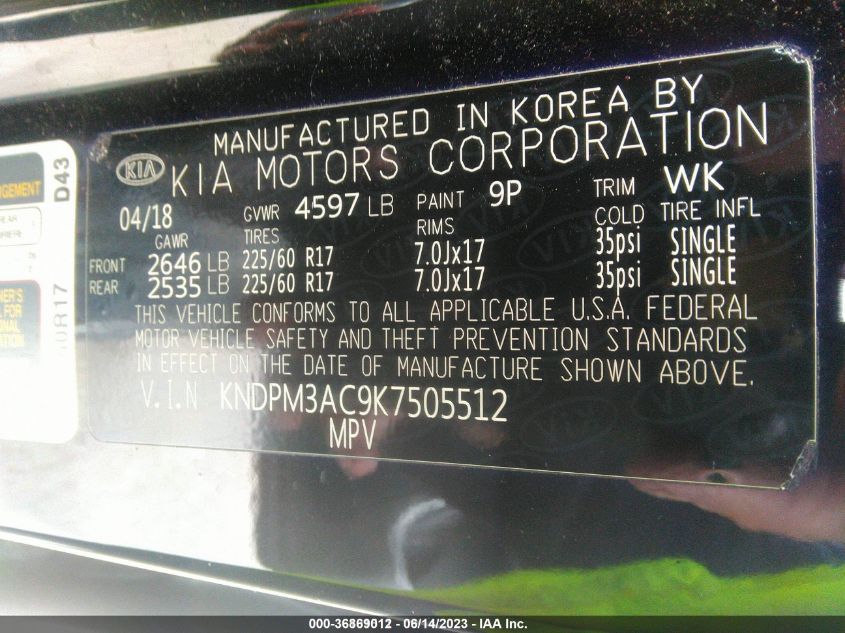 MANUFACTURED IN KOREA BY
KIA KIA MOTORS CORPORATION
04/18 GVWR 4597 LB PAINT 9P TRIM WK
GAWR TIRES RIMS COLD TIRE INFL
FRONT 2646 LB 225/60 R17 7.0Jx17 35psi SINGLE
REAR 2535 LB 225/60 R17 7.0Jx17 35psi SINGLE
THIS VEHICLE CONFORMS TO ALL APPLICABLE U.S.A. FEDERAL
MOTOR VEHICLE SAFETY AND THEFT PREVENTION STANDARDS
IN EFFECT ON THE DATE OF MANUFACTURE SHOWN ABOVE.
V.I.N KNDPM3AC9K7505512
MPV
D43
000-36869012 - 06/14/2023 - IAAI.com